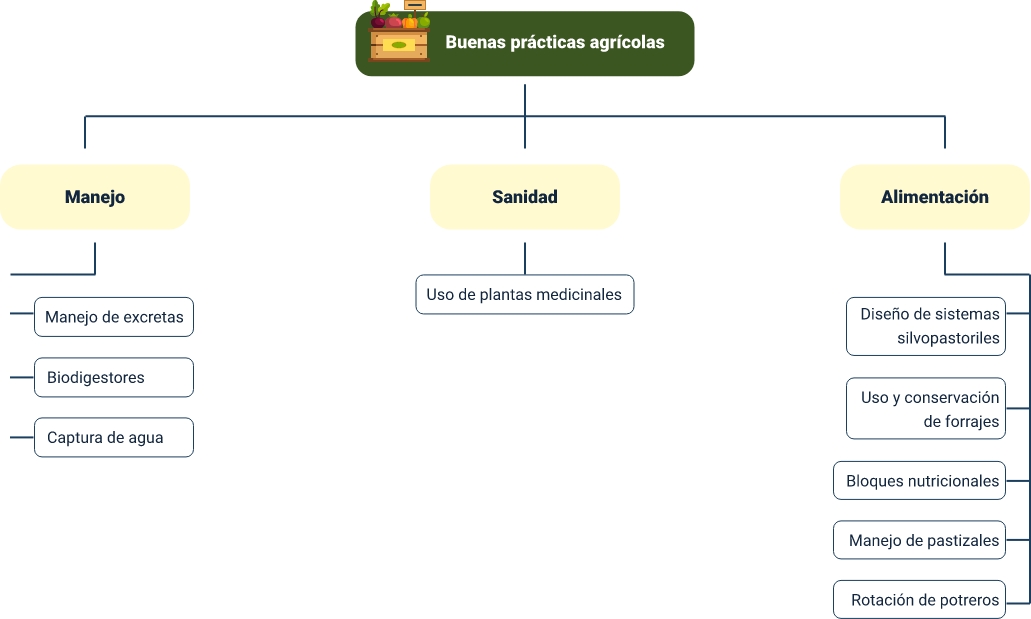 Buenas prácticas agrícolas
Manejo
Sanidad
Alimentación
Manejo de excretas
Biodigestores
Captura de agua
Uso de plantas medicinales
Diseño de sistemas
silvopastoriles
Uso y conservación
de forrajes
Bloques nutricionales
Manejo de pastizales
Rotación de potreros